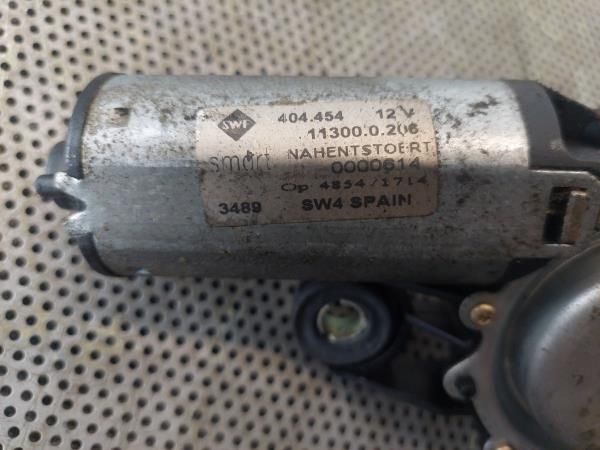 SWF 404.454 12 V
11300.0.206
smart NAHENTSTOERT
0000614
Op 4854/1714
3489 SW4 SPAIN